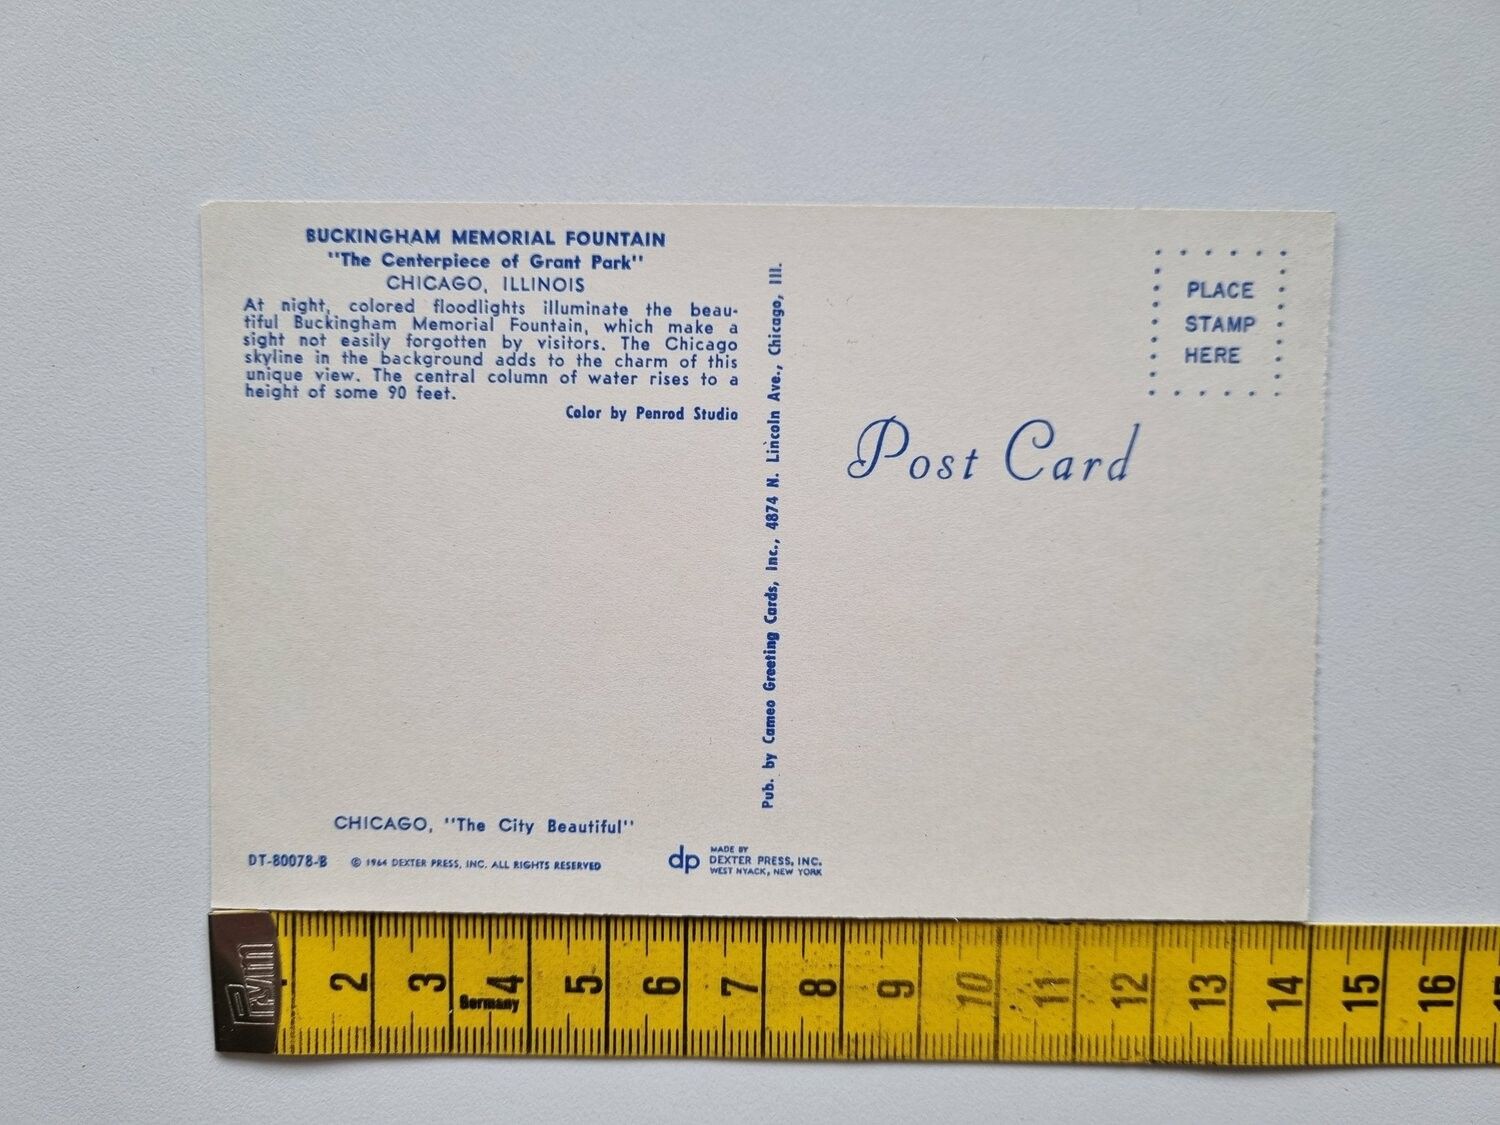 BUCKINGHAM MEMORIAL FOUNTAIN
"The Centerpiece of Grant Park"
CHICAGO, ILLINOIS
At night, colored floodlights illuminate the beau-
tiful Buckingham Memorial Fountain, which make a
sight not easily forgotten by visitors. The Chicago
skyline in the background adds to the charm of this
unique view. The central column of water rises to a
height of some 90 feet.
Color by Penrod Studio
CHICAGO, "The City Beautiful"
DT-80078-B © 1964 DEXTER PRESS, INC. ALL RIGHTS RESERVED
dp
MADE BY
DEXTER PRESS, INC.
WEST NYACK, NEW YORK
Pub. by Cameo Greeting Cards, Inc., 4874 N. Lincoln Ave., Chicago, Ill.
PLACE
STAMP
HERE
Post Card
Prym
1 2 3 4 5 6 7 8 9 10 11 12 13 14 15 16
Germany